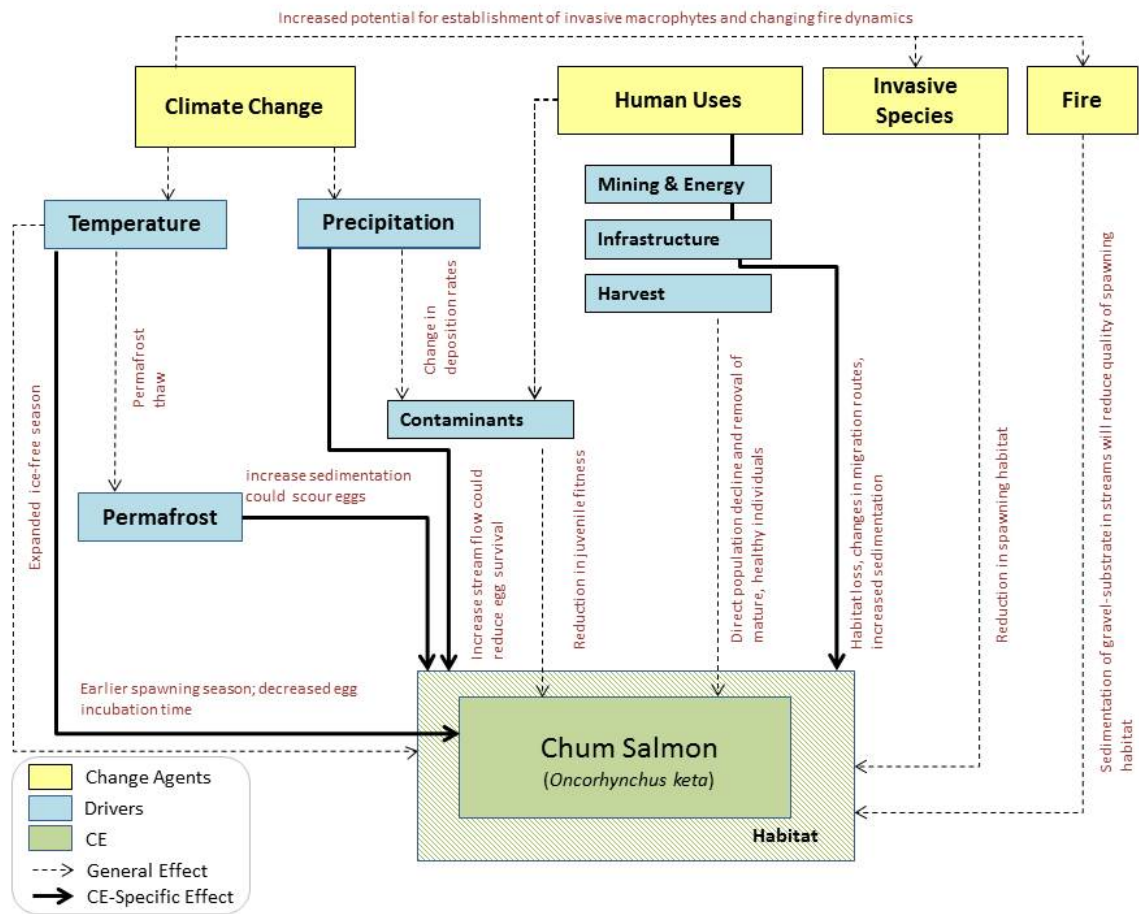 Increased potential for establishment of invasive macrophytes and changing fire dynamics
Climate Change
Human Uses
Invasive
Species
Fire
Mining & Energy
Temperature
Precipitation
Infrastructure
Harvest
Expanded ice-free season
Permafrost
thaw
Change in
deposition rates
Contaminants
increase sedimentation
could scour eggs
Permafrost
Increase stream flow could
reduce egg survival
Reduction in juvenile fitness
Direct population decline and removal of
mature, healthy individuals
Habitat loss, changes in migration routes,
increased sedimentation
Reduction in spawning habitat
Sedimentation of gravel-substrate in streams will reduce quality of spawning
habitat
Earlier spawning season; decreased egg
incubation time
Chum Salmon
(Oncorhynchus keta)
Habitat
Change Agents
Drivers
CE
General Effect
CE-Specific Effect